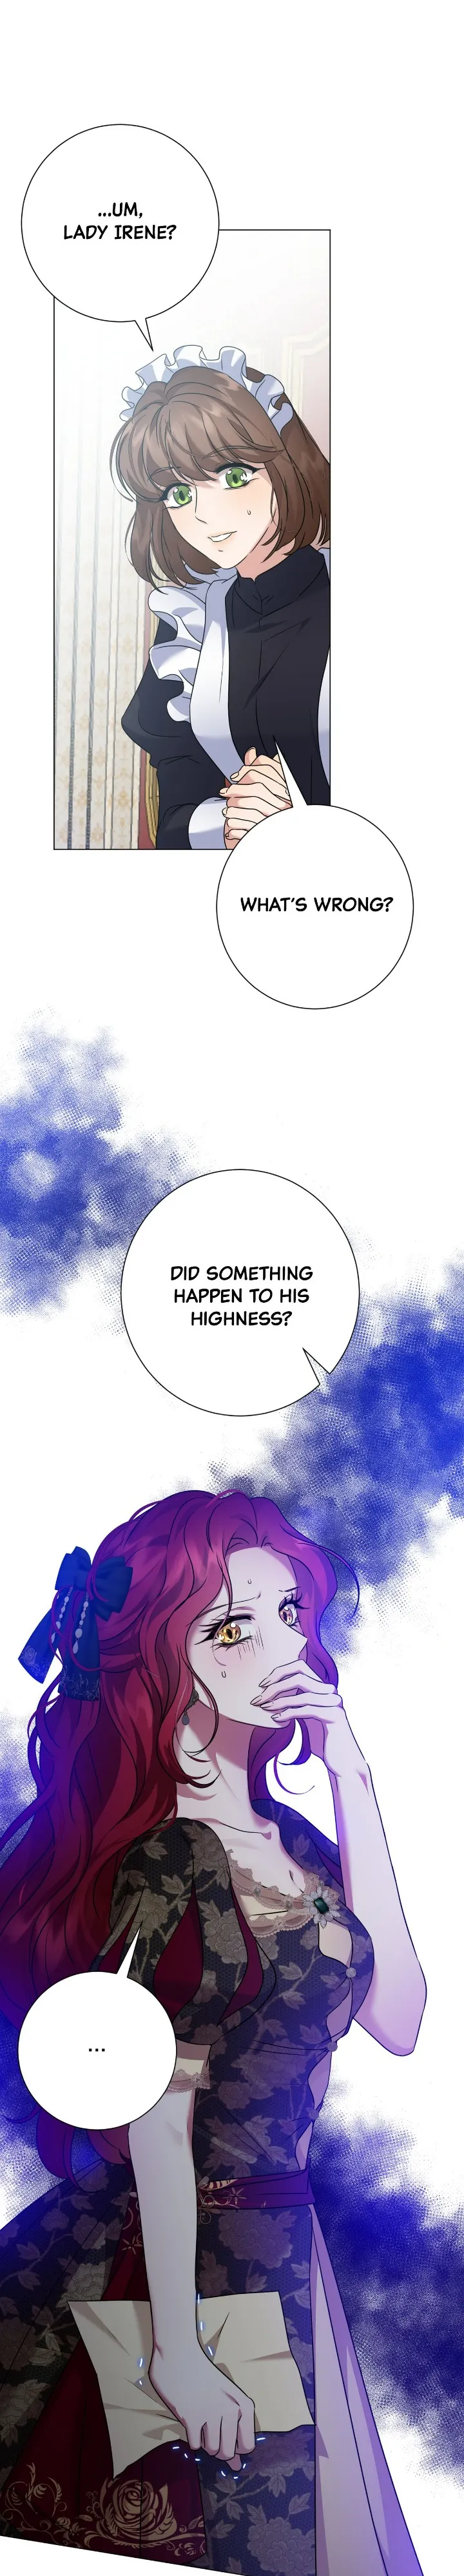 ...UM,
LADY IRENE?
WHAT'S WRONG?
DID SOMETHING
HAPPEN TO HIS
HIGHNESS?
...